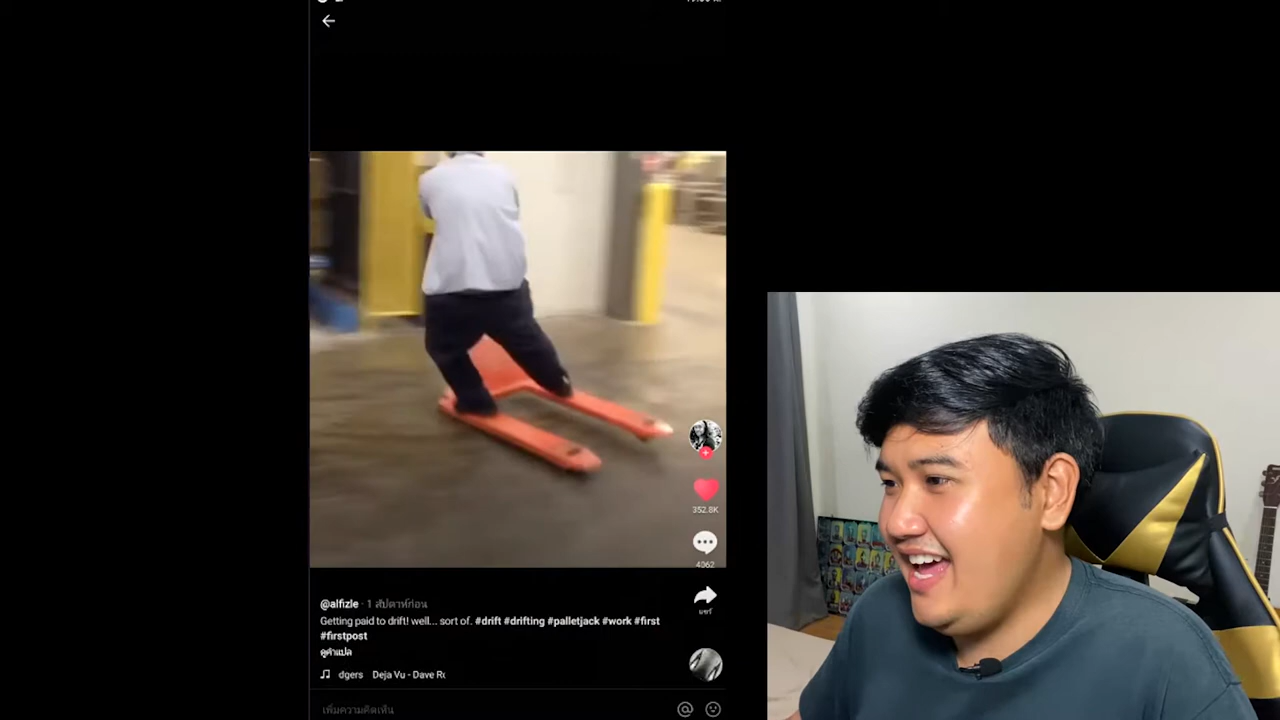 352.8K
4062
แชร์
@alfizle · 1 สัปดาห์ก่อน
Getting paid to drift! well... sort of. #drift #drifting #palletjack #work #first
#firstpost
ดูคำแปล
dgers Deja Vu - Dave Ro
เพิ่มความคิดเห็น